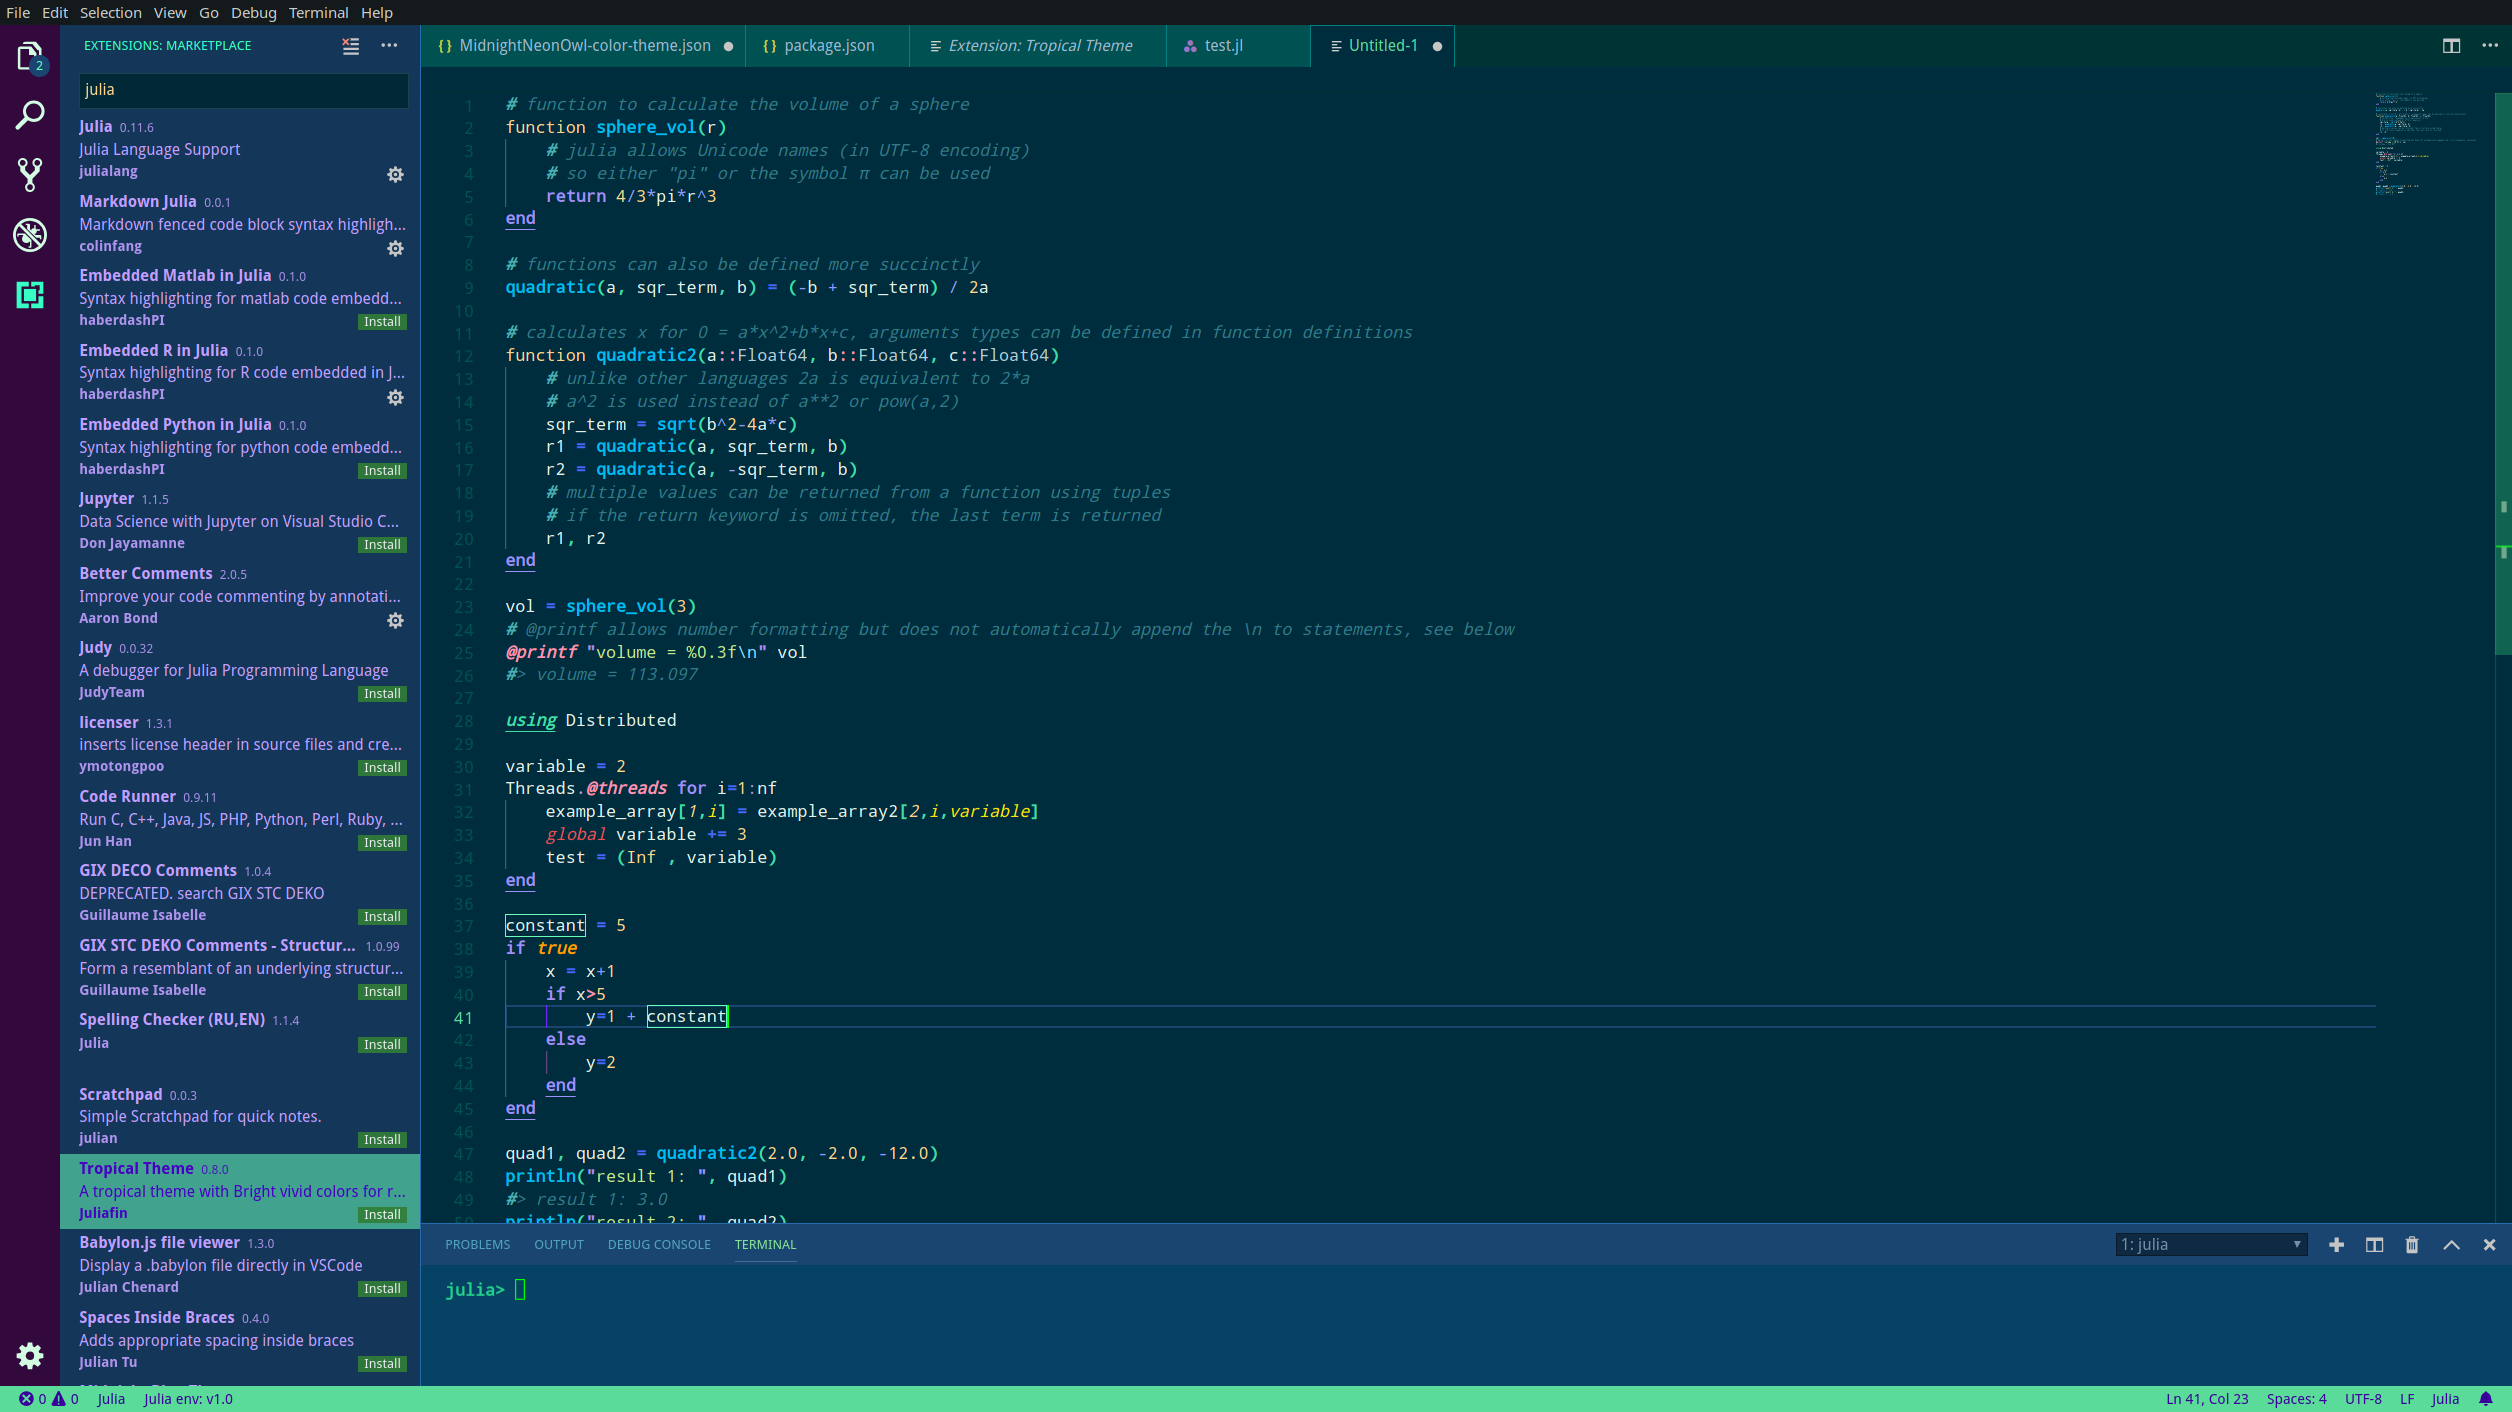 File Edit Selection View Go Debug Terminal Help
EXTENSIONS: MARKETPLACE
julia
2
Julia 0.11.6
Julia Language Support
julialang
Markdown Julia 0.0.1
Markdown fenced code block syntax highligh...
colinfang
Embedded Matlab in Julia 0.1.0
Syntax highlighting for matlab code embedd...
haberdashPI Install
Embedded R in Julia 0.1.0
Syntax highlighting for R code embedded in J...
haberdashPI
Embedded Python in Julia 0.1.0
Syntax highlighting for python code embedd...
haberdashPI Install
Jupyter 1.1.5
Data Science with Jupyter on Visual Studio C...
Don Jayamanne Install
Better Comments 2.0.5
Improve your code commenting by annotati...
Aaron Bond
Judy 0.0.32
A debugger for Julia Programming Language
JudyTeam Install
licenser 1.3.1
inserts license header in source files and cre...
ymotongpoo Install
Code Runner 0.9.11
Run C, C++, Java, JS, PHP, Python, Perl, Ruby, ...
Jun Han Install
GIX DECO Comments 1.0.4
DEPRECATED. search GIX STC DEKO
Guillaume Isabelle Install
GIX STC DEKO Comments - Structur... 1.0.99
Form a resemblant of an underlying structur...
Guillaume Isabelle Install
Spelling Checker (RU,EN) 1.1.4
Julia Install
Scratchpad 0.0.3
Simple Scratchpad for quick notes.
julian Install
Tropical Theme 0.8.0
A tropical theme with Bright vivid colors for r...
Juliafin Install
Babylon.js file viewer 1.3.0
Display a .babylon file directly in VSCode
Julian Chenard Install
Spaces Inside Braces 0.4.0
Adds appropriate spacing inside braces
Julian Tu Install
{} MidnightNeonOwl-color-theme.json {} package.json Extension: Tropical Theme test.jl Untitled-1
1 # function to calculate the volume of a sphere
2 function sphere_vol(r)
3 # julia allows Unicode names (in UTF-8 encoding)
4 # so either "pi" or the symbol π can be used
5 return 4/3*pi*r^3
6 end
7
8 # functions can also be defined more succinctly
9 quadratic(a, sqr_term, b) = (-b + sqr_term) / 2a
10
11 # calculates x for 0 = a*x^2+b*x+c, arguments types can be defined in function definitions
12 function quadratic2(a::Float64, b::Float64, c::Float64)
13 # unlike other languages 2a is equivalent to 2*a
14 # a^2 is used instead of a**2 or pow(a,2)
15 sqr_term = sqrt(b^2-4a*c)
16 r1 = quadratic(a, sqr_term, b)
17 r2 = quadratic(a, -sqr_term, b)
18 # multiple values can be returned from a function using tuples
19 # if the return keyword is omitted, the last term is returned
20 r1, r2
21 end
22
23 vol = sphere_vol(3)
24 # @printf allows number formatting but does not automatically append the \n to statements, see below
25 @printf "volume = %0.3f\n" vol
26 #> volume = 113.097
27
28 using Distributed
29
30 variable = 2
31 Threads.@threads for i=1:nf
32 example_array[1,i] = example_array2[2,i,variable]
33 global variable += 3
34 test = (Inf , variable)
35 end
36
37 constant = 5
38 if true
39 x = x+1
40 if x>5
41 y=1 + constant
42 else
43 y=2
44 end
45 end
46
47 quad1, quad2 = quadratic2(2.0, -2.0, -12.0)
48 println("result 1: ", quad1)
49 #> result 1: 3.0
50 println("result 2: ", quad2)
PROBLEMS OUTPUT DEBUG CONSOLE TERMINAL 1: julia
julia>
0 0 Julia Julia env: v1.0 Ln 41, Col 23 Spaces: 4 UTF-8 LF Julia